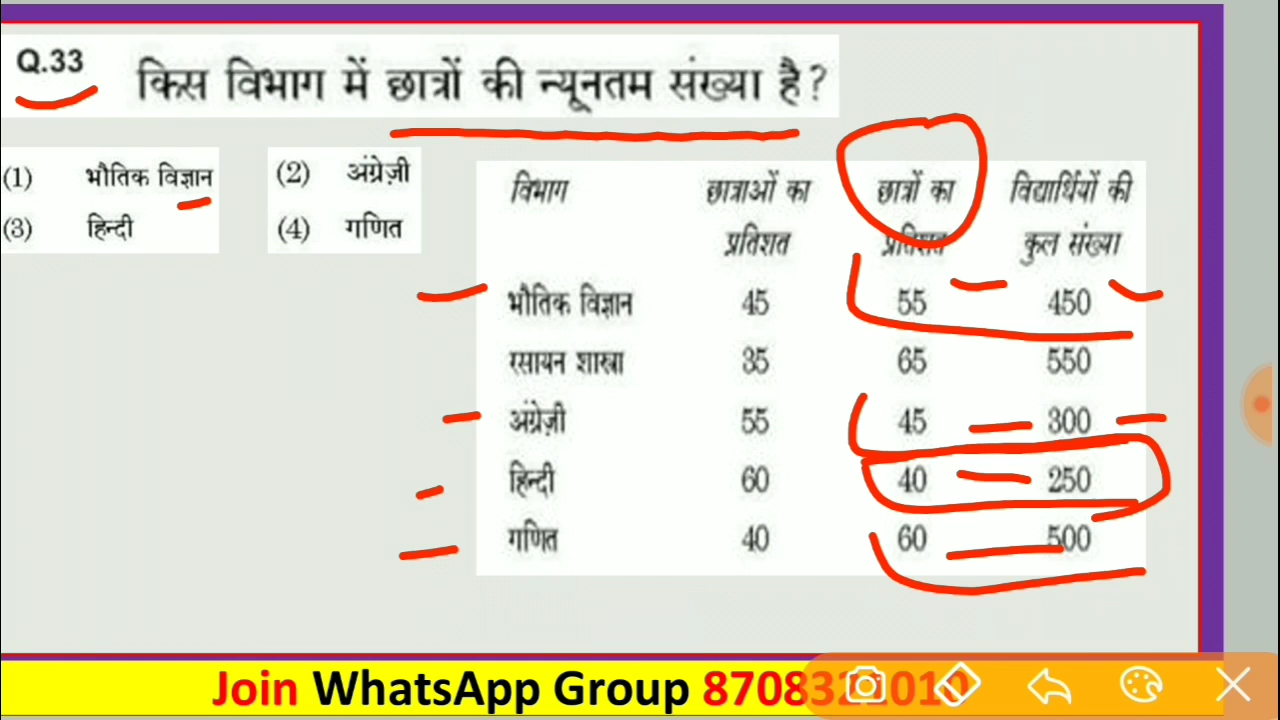 Q.33 किस विभाग में छात्रों की न्यूनतम संख्या है?
(1) भौतिक विज्ञान (2) अंग्रेज़ी
(3) हिन्दी (4) गणित
विभाग छात्राओं का छात्रों का विद्यार्थियों की
प्रतिशत प्रतिशत कुल संख्या
भौतिक विज्ञान 45 55 450
रसायन शास्त्रा 35 65 550
अंग्रेज़ी 55 45 300
हिन्दी 60 40 250
गणित 40 60 500
Join WhatsApp Group